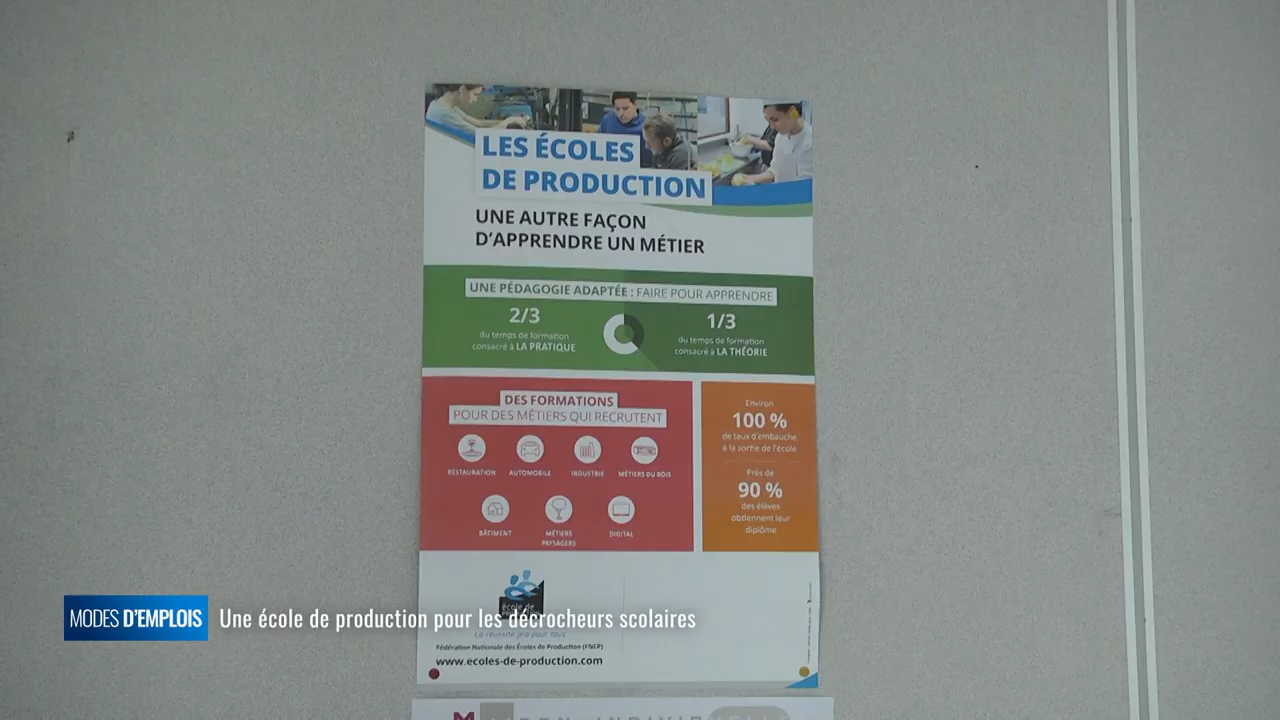 LES ÉCOLES
DE PRODUCTION
UNE AUTRE FAÇON
D'APPRENDRE UN MÉTIER
UNE PÉDAGOGIE ADAPTÉE : FAIRE POUR APPRENDRE
2/3
du temps de formation
consacré à LA PRATIQUE
1/3
du temps de formation
consacré à LA THÉORIE
DES FORMATIONS
POUR DES MÉTIERS QUI RECRUTENT
RESTAURATION
AUTOMOBILE
INDUSTRIE
MÉTIERS DU BOIS
BÂTIMENT
MÉTIERS
PAYSAGERS
DIGITAL
Environ
100 %
de taux d'embauche
à la sortie de l'école
Près de
90 %
des élèves
obtiennent leur
diplôme
école de
MODES D'EMPLOIS
Une école de production pour les décrocheurs scolaires
La réussite pro pour tous
Fédération Nationale des Écoles de Production (FNEP)
www.ecoles-de-production.com